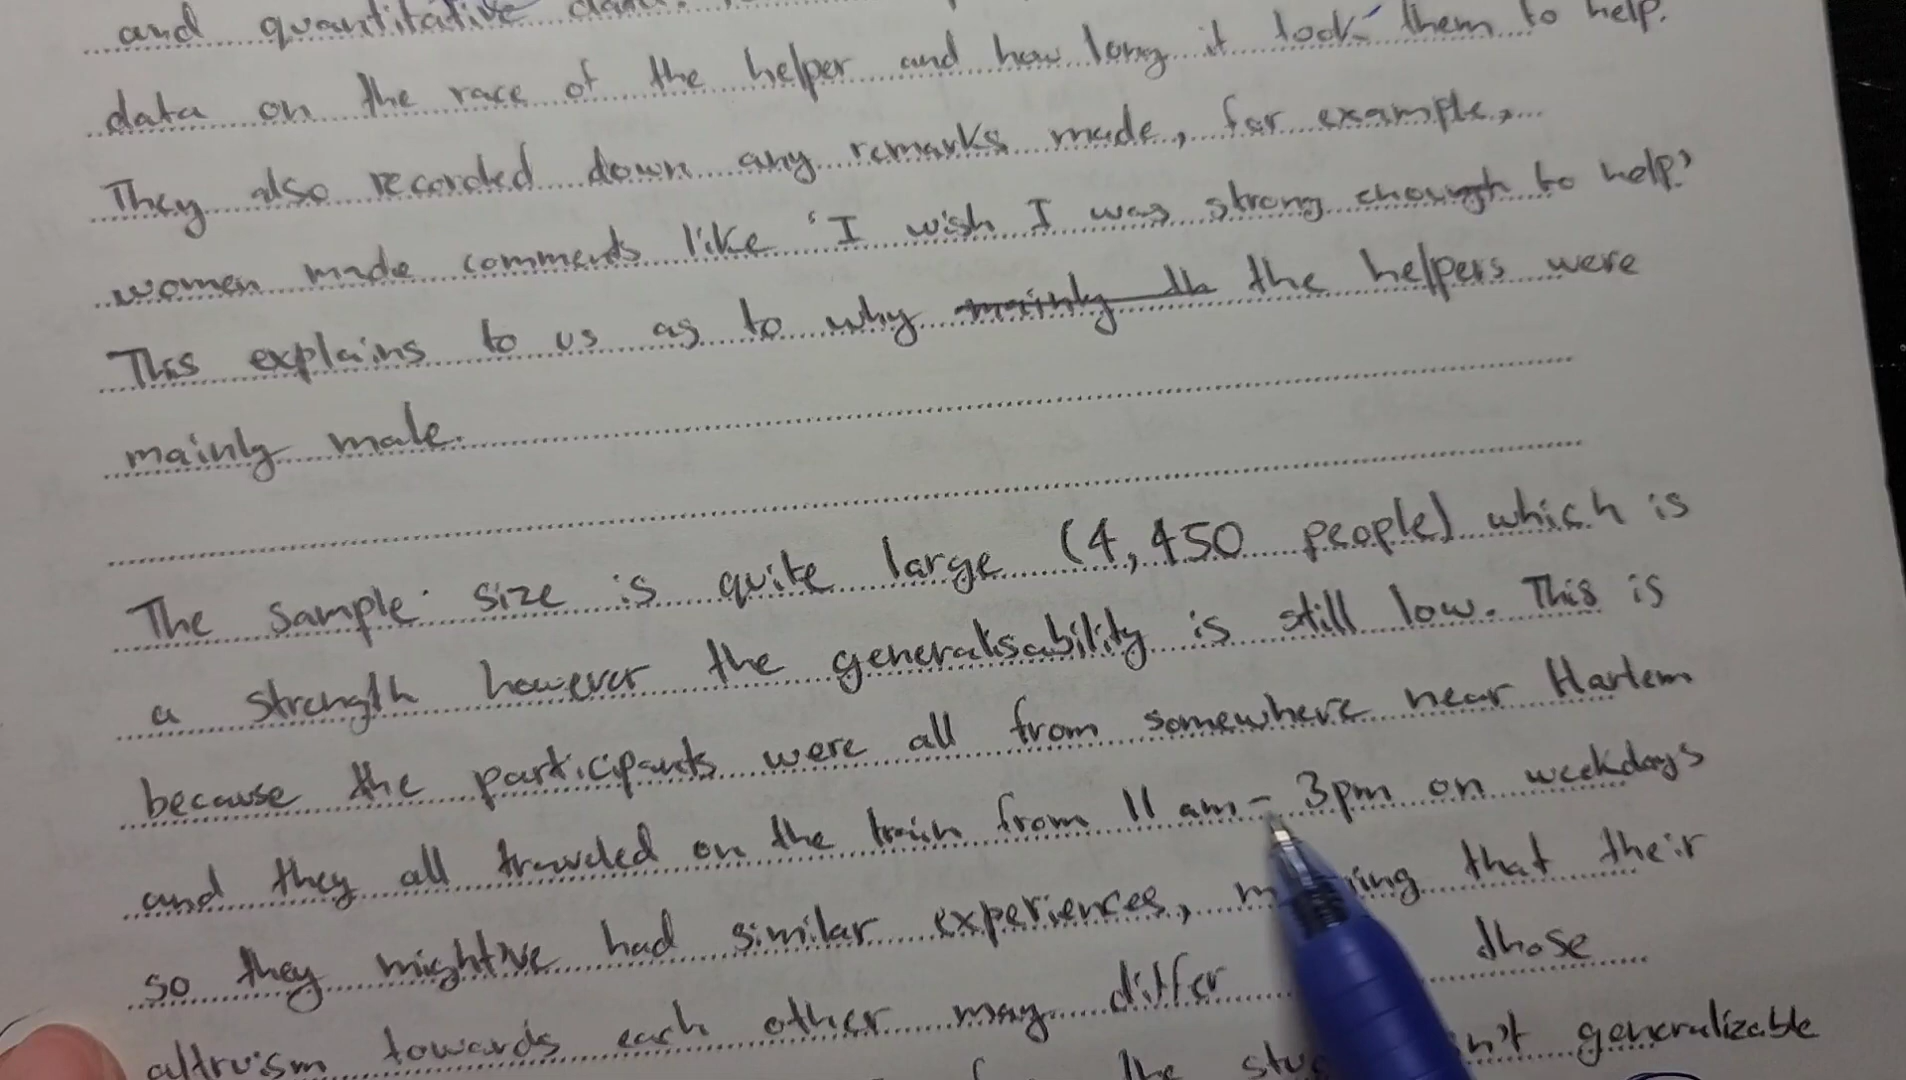 and quantitative data.
data on the race of the helper and how long it took them to help.
They also recorded down any remarks made, for example,
women made comments like 'I wish I was strong enough to help'
This explains to us as to why mainly th the helpers were
mainly male.
The sample size is quite large (4,450 people) which is
a strength however the generalisability is still low. This is
because the participants were all from somewhere near Harlem
and they all traveled on the train from 11 am - 3pm on weekdays
so they might've had similar experiences, that their
altruism towards each other may differ those
the generalizable